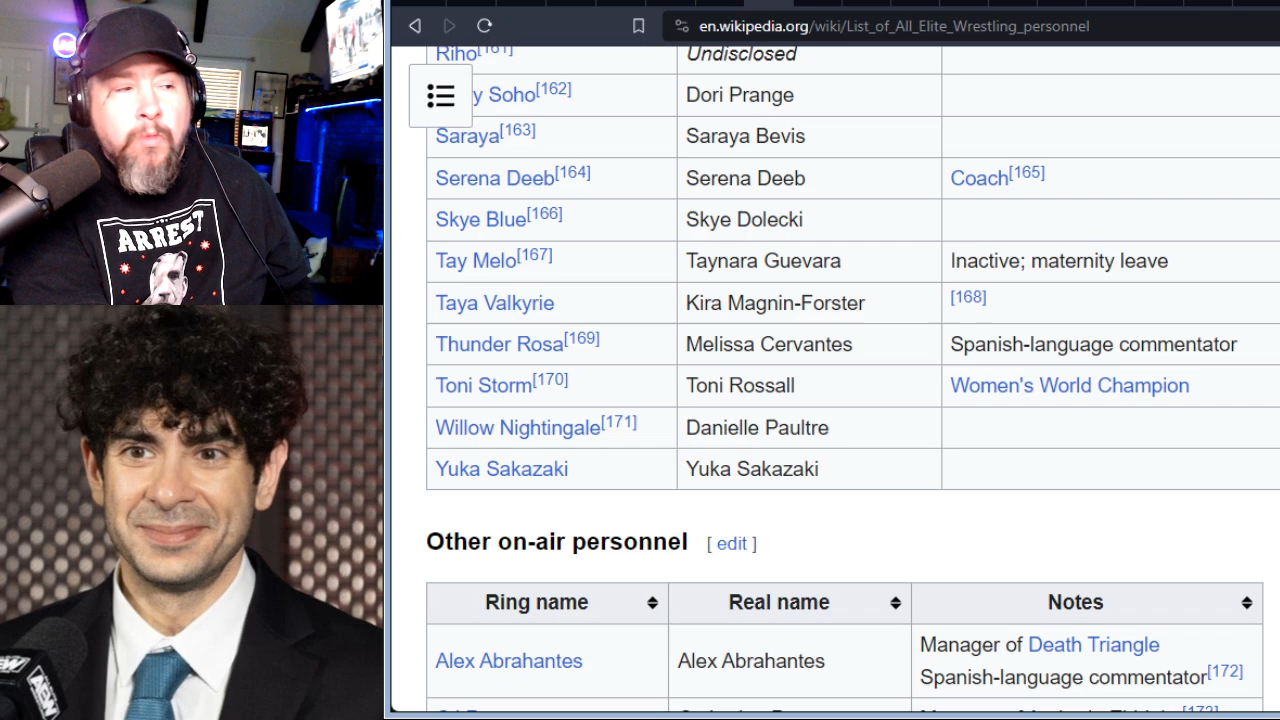 ARREST
EW
AEW
en.wikipedia.org/wiki/List_of_All_Elite_Wrestling_personnel
Riho[161] Undisclosed
y Soho[162] Dori Prange
Saraya[163] Saraya Bevis
Serena Deeb[164] Serena Deeb Coach[165]
Skye Blue[166] Skye Dolecki
Tay Melo[167] Taynara Guevara Inactive; maternity leave
Taya Valkyrie Kira Magnin-Forster [168]
Thunder Rosa[169] Melissa Cervantes Spanish-language commentator
Toni Storm[170] Toni Rossall Women's World Champion
Willow Nightingale[171] Danielle Paultre
Yuka Sakazaki Yuka Sakazaki
Other on-air personnel [ edit ]
Ring name Real name Notes
Alex Abrahantes Alex Abrahantes Manager of Death Triangle
Spanish-language commentator[172]